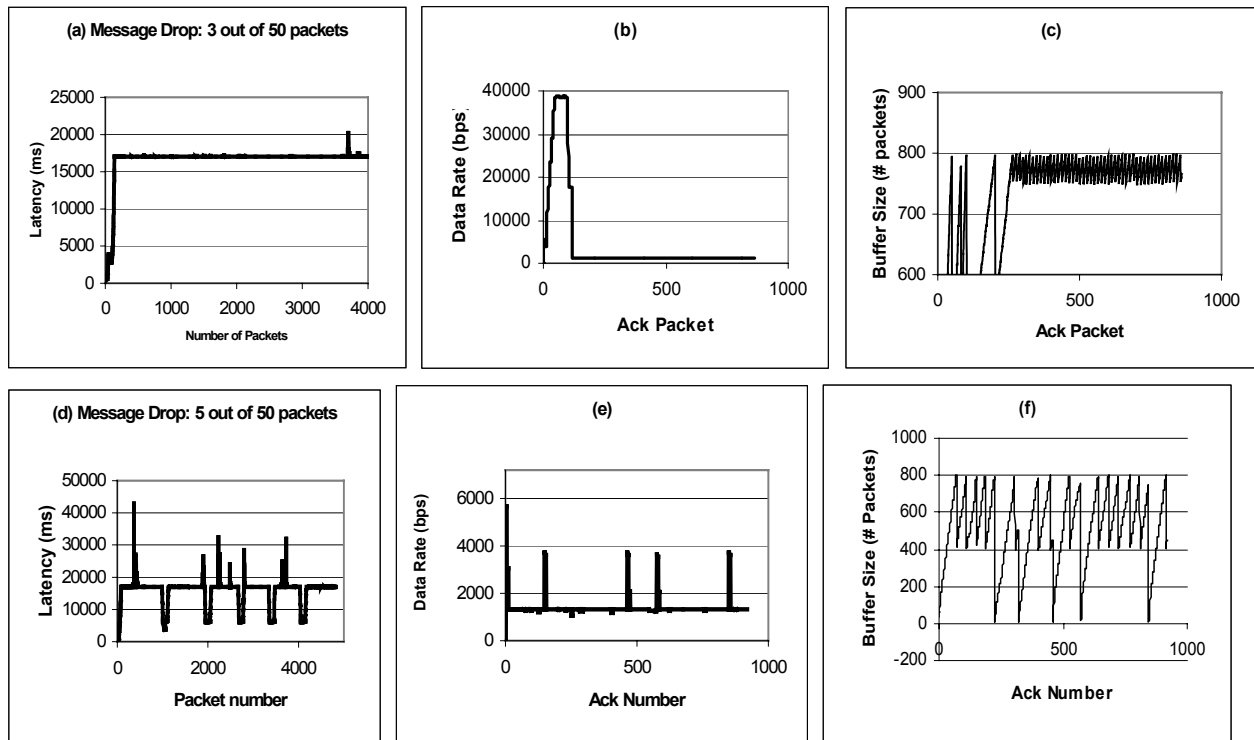 (a) Message Drop: 3 out of 50 packets
Latency (ms)
25000
20000
15000
10000
5000
0
0 1000 2000 3000 4000
Number of Packets
(b)
Data Rate (bps)
40000
30000
20000
10000
0
0 500 1000
Ack Packet
(c)
Buffer Size (# packets)
900
800
700
600
0 500 1000
Ack Packet
(d) Message Drop: 5 out of 50 packets
Latency (ms)
50000
40000
30000
20000
10000
0
0 2000 4000
Packet number
(e)
Data Rate (bps)
6000
4000
2000
0
0 500 1000
Ack Number
(f)
Buffer Size (# Packets)
1000
800
600
400
200
0
-200
0 500 1000
Ack Number